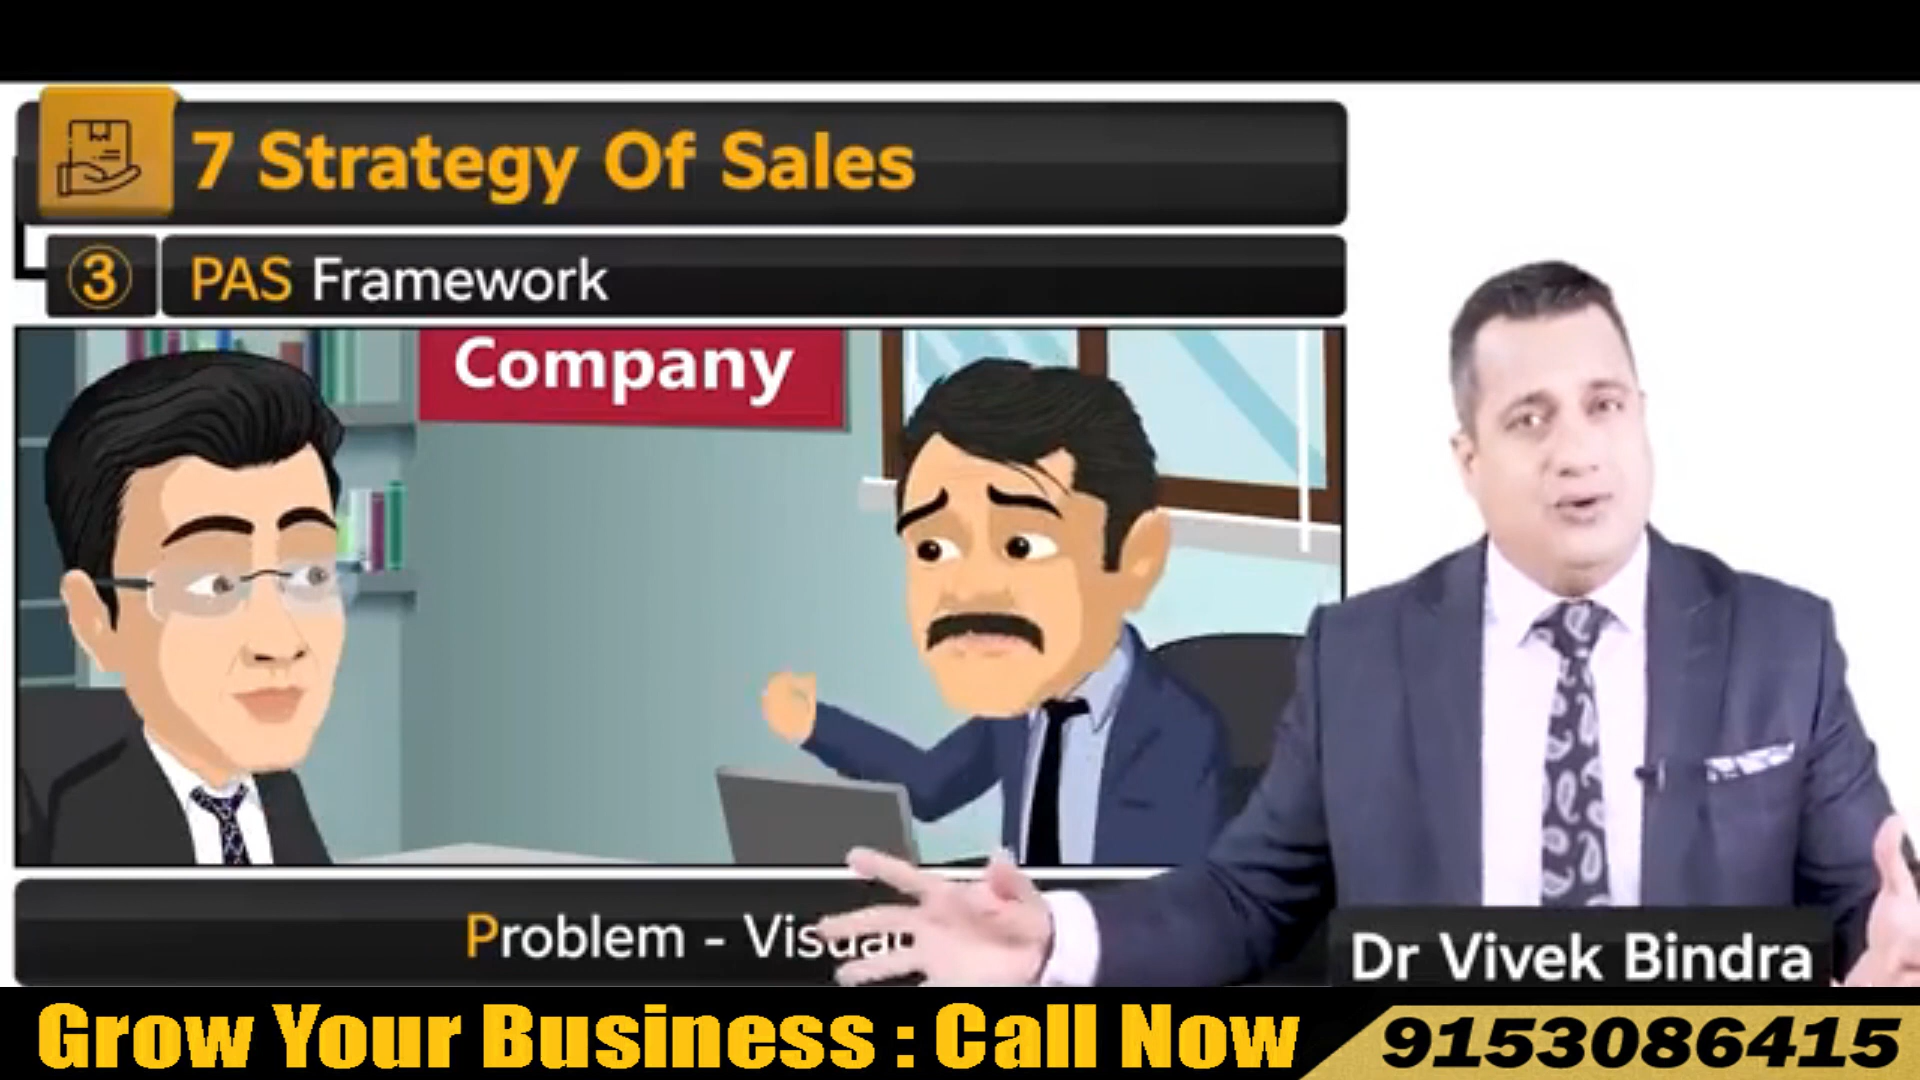 7 Strategy Of Sales
3 PAS Framework
Company
Problem -
Dr Vivek Bindra
Grow Your Business : Call Now 9153086415